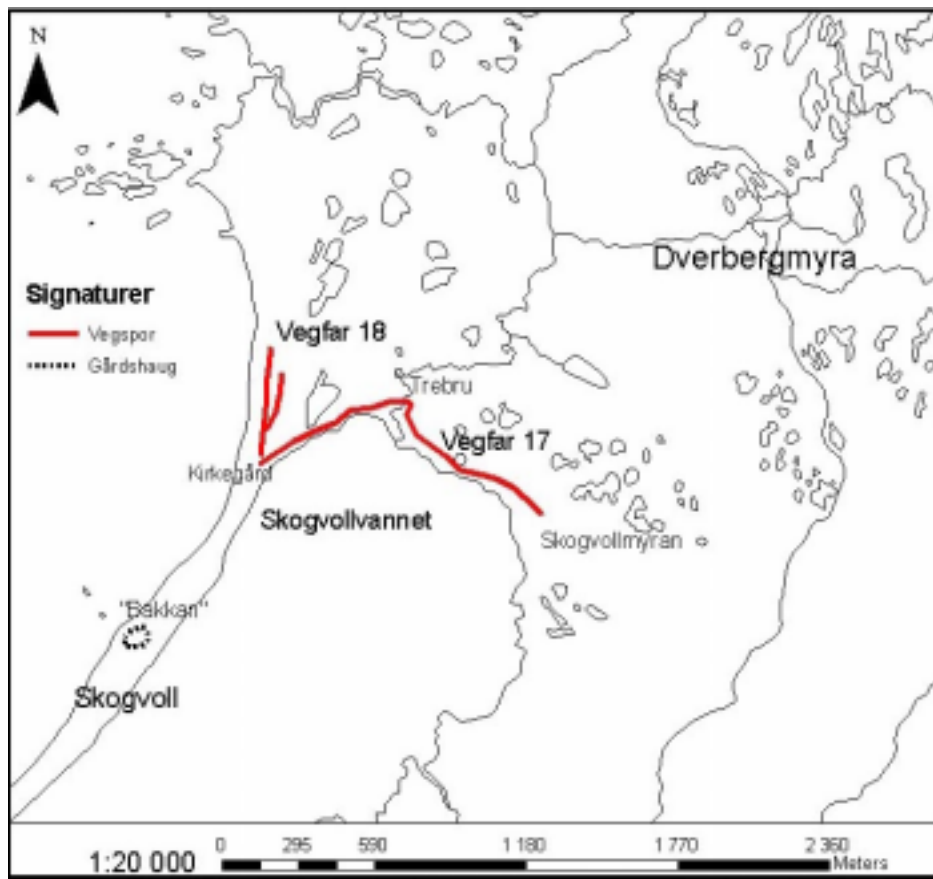 N
Dverbergmyra
Signaturer
Vegspor
Gårdshaug
Vegfar 18
Trebru
Vegfar 17
Kirkegård
Skogvollvannet
Skogvollmyran
"Bakkan"
Skogvoll
0 295 590 1 180 1 770 2 360
1:20 000 Meters